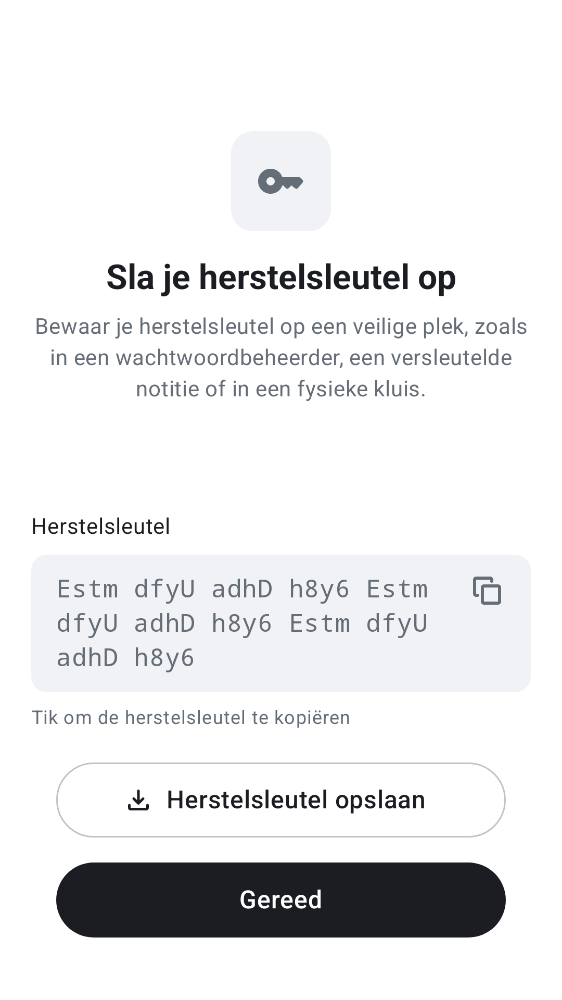 Sla je herstelsleutel op
Bewaar je herstelsleutel op een veilige plek, zoals
in een wachtwoordbeheerder, een versleutelde
notitie of in een fysieke kluis.
Herstelsleutel
Estm dfyU adhD h8y6 Estm
dfyU adhD h8y6 Estm dfyU
adhD h8y6
Tik om de herstelsleutel te kopiëren
Herstelsleutel opslaan
Gereed